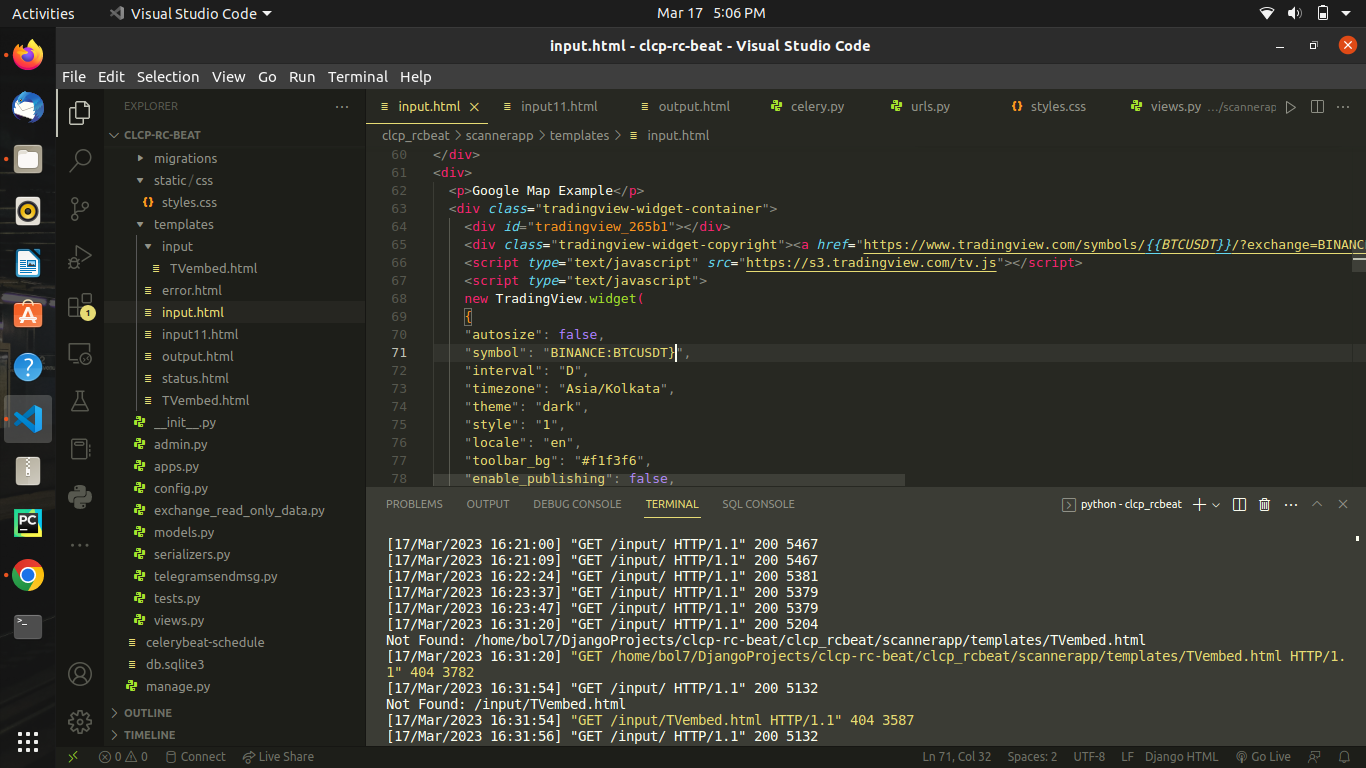 Activities
Visual Studio Code
Mar 17 5:06 PM
input.html - clcp-rc-beat - Visual Studio Code
File Edit Selection View Go Run Terminal Help
EXPLORER
CLCP-RC-BEAT
migrations
static / css
styles.css
templates
input
TVembed.html
error.html
input.html
input11.html
output.html
status.html
TVembed.html
__init__.py
admin.py
apps.py
config.py
exchange_read_only_data.py
models.py
serializers.py
telegramsendmsg.py
tests.py
views.py
celerybeat-schedule
db.sqlite3
manage.py
OUTLINE
TIMELINE
1
PC
input.html input11.html output.html celery.py urls.py styles.css views.py .../scannerap
clcp_rcbeat > scannerapp > templates > input.html
60 </div>
61 <div>
62 <p>Google Map Example</p>
63 <div class="tradingview-widget-container">
64 <div id="tradingview_265b1"></div>
65 <div class="tradingview-widget-copyright"><a href="https://www.tradingview.com/symbols/{{BTCUSDT}}/?exchange=BINANCE
66 <script type="text/javascript" src="https://s3.tradingview.com/tv.js"></script>
67 <script type="text/javascript">
68 new TradingView.widget(
69 {
70 "autosize": false,
71 "symbol": "BINANCE:BTCUSDT}",
72 "interval": "D",
73 "timezone": "Asia/Kolkata",
74 "theme": "dark",
75 "style": "1",
76 "locale": "en",
77 "toolbar_bg": "#f1f3f6",
78 "enable_publishing": false,
PROBLEMS OUTPUT DEBUG CONSOLE TERMINAL SQL CONSOLE
python - clcp_rcbeat
[17/Mar/2023 16:21:00] "GET /input/ HTTP/1.1" 200 5467
[17/Mar/2023 16:21:09] "GET /input/ HTTP/1.1" 200 5467
[17/Mar/2023 16:22:24] "GET /input/ HTTP/1.1" 200 5381
[17/Mar/2023 16:23:37] "GET /input/ HTTP/1.1" 200 5379
[17/Mar/2023 16:23:47] "GET /input/ HTTP/1.1" 200 5379
[17/Mar/2023 16:31:20] "GET /input/ HTTP/1.1" 200 5204
Not Found: /home/bol7/DjangoProjects/clcp-rc-beat/clcp_rcbeat/scannerapp/templates/TVembed.html
[17/Mar/2023 16:31:20] "GET /home/bol7/DjangoProjects/clcp-rc-beat/clcp_rcbeat/scannerapp/templates/TVembed.html HTTP/1.
1" 404 3782
[17/Mar/2023 16:31:54] "GET /input/ HTTP/1.1" 200 5132
Not Found: /input/TVembed.html
[17/Mar/2023 16:31:54] "GET /input/TVembed.html HTTP/1.1" 404 3587
[17/Mar/2023 16:31:56] "GET /input/ HTTP/1.1" 200 5132
0 0 Connect Live Share Ln 71, Col 32 Spaces: 2 UTF-8 LF Django HTML Go Live